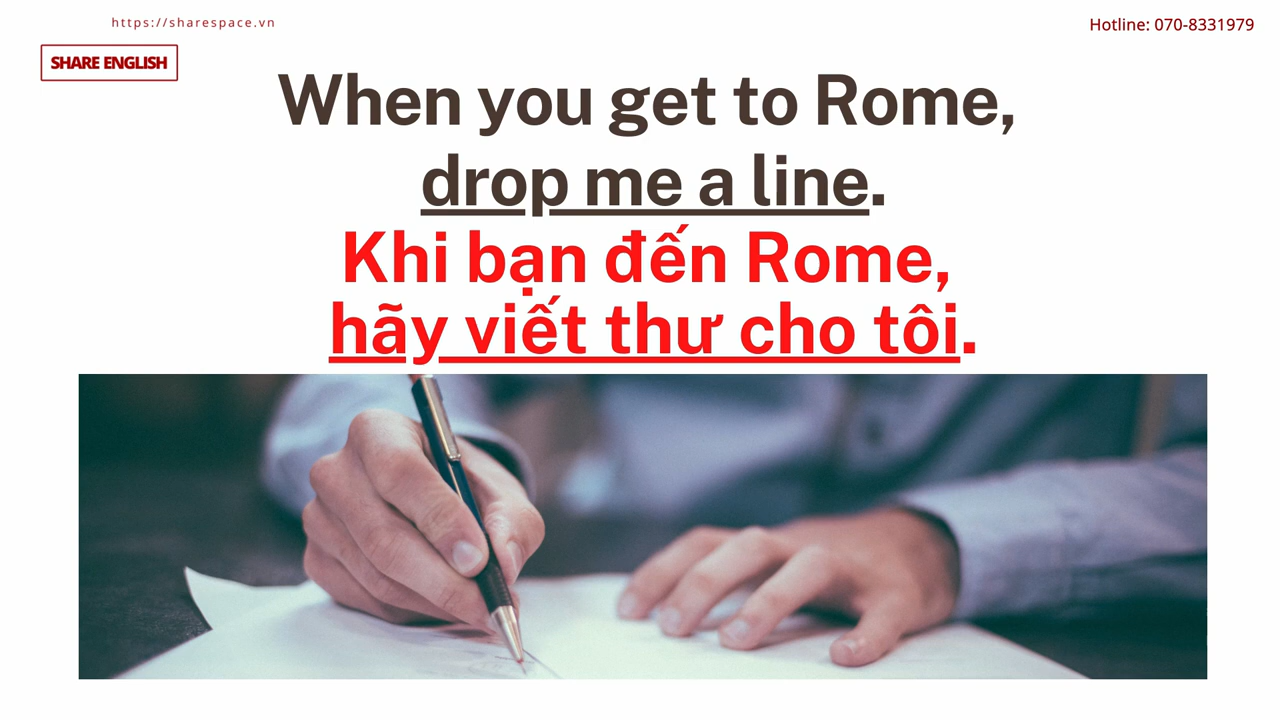 https://sharespace.vn
Hotline: 070-8331979
SHARE ENGLISH
When you get to Rome,
drop me a line.
Khi bạn đến Rome,
hãy viết thư cho tôi.